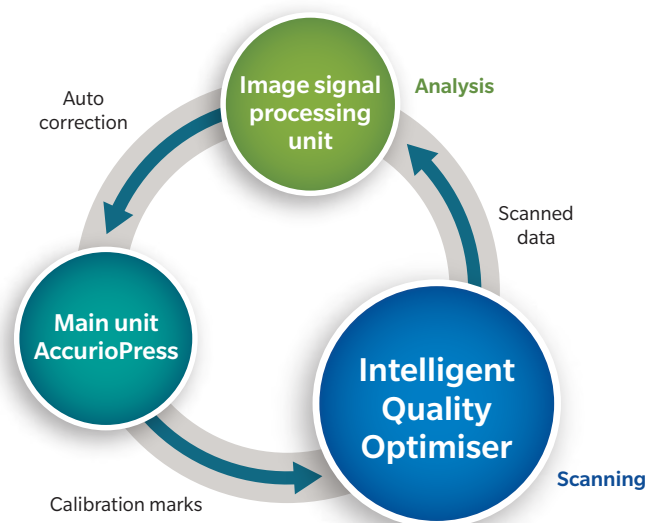 Image signal
processing
unit
Analysis
Auto
correction
Scanned
data
Main unit
AccurioPress
Intelligent
Quality
Optimiser
Scanning
Calibration marks